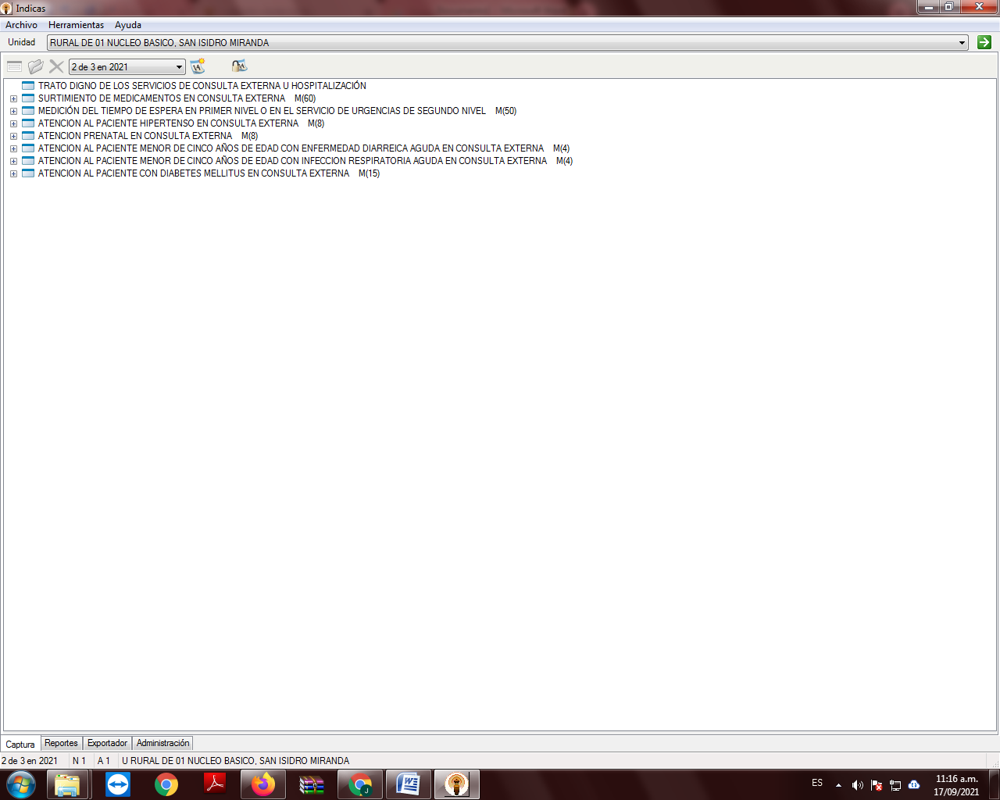 Indicas
Archivo Herramientas Ayuda
Unidad RURAL DE 01 NUCLEO BASICO, SAN ISIDRO MIRANDA
2 de 3 en 2021
TRATO DIGNO DE LOS SERVICIOS DE CONSULTA EXTERNA U HOSPITALIZACIÓN
SURTIMIENTO DE MEDICAMENTOS EN CONSULTA EXTERNA M(60)
MEDICIÓN DEL TIEMPO DE ESPERA EN PRIMER NIVEL O EN EL SERVICIO DE URGENCIAS DE SEGUNDO NIVEL M(50)
ATENCION AL PACIENTE HIPERTENSO EN CONSULTA EXTERNA M(8)
ATENCION PRENATAL EN CONSULTA EXTERNA M(8)
ATENCION AL PACIENTE MENOR DE CINCO AÑOS DE EDAD CON ENFERMEDAD DIARREICA AGUDA EN CONSULTA EXTERNA M(4)
ATENCION AL PACIENTE MENOR DE CINCO AÑOS DE EDAD CON INFECCION RESPIRATORIA AGUDA EN CONSULTA EXTERNA M(4)
ATENCION AL PACIENTE CON DIABETES MELLITUS EN CONSULTA EXTERNA M(15)
Captura Reportes Exportador Administración
2 de 3 en 2021 N 1 A 1 U RURAL DE 01 NUCLEO BASICO, SAN ISIDRO MIRANDA
ES 11:16 a.m.
17/09/2021